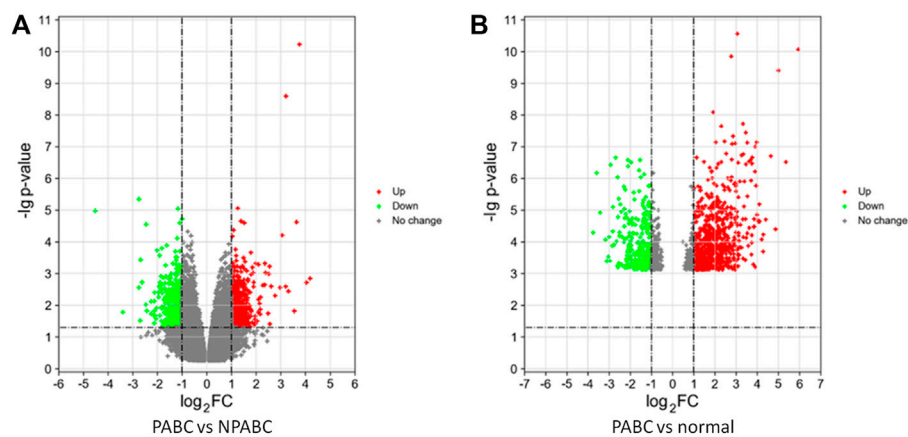 A
11
10
9
8
7
6
5
4
3
2
1
0
-lg p-value
-6 -5 -4 -3 -2 -1 0 1 2 3 4 5 6
log2FC
PABC vs NPABC
Up
Down
No change
B
11
10
9
8
7
6
5
4
3
2
1
0
-lg p-value
-7 -6 -5 -4 -3 -2 -1 0 1 2 3 4 5 6 7
log2FC
PABC vs normal
Up
Down
No change